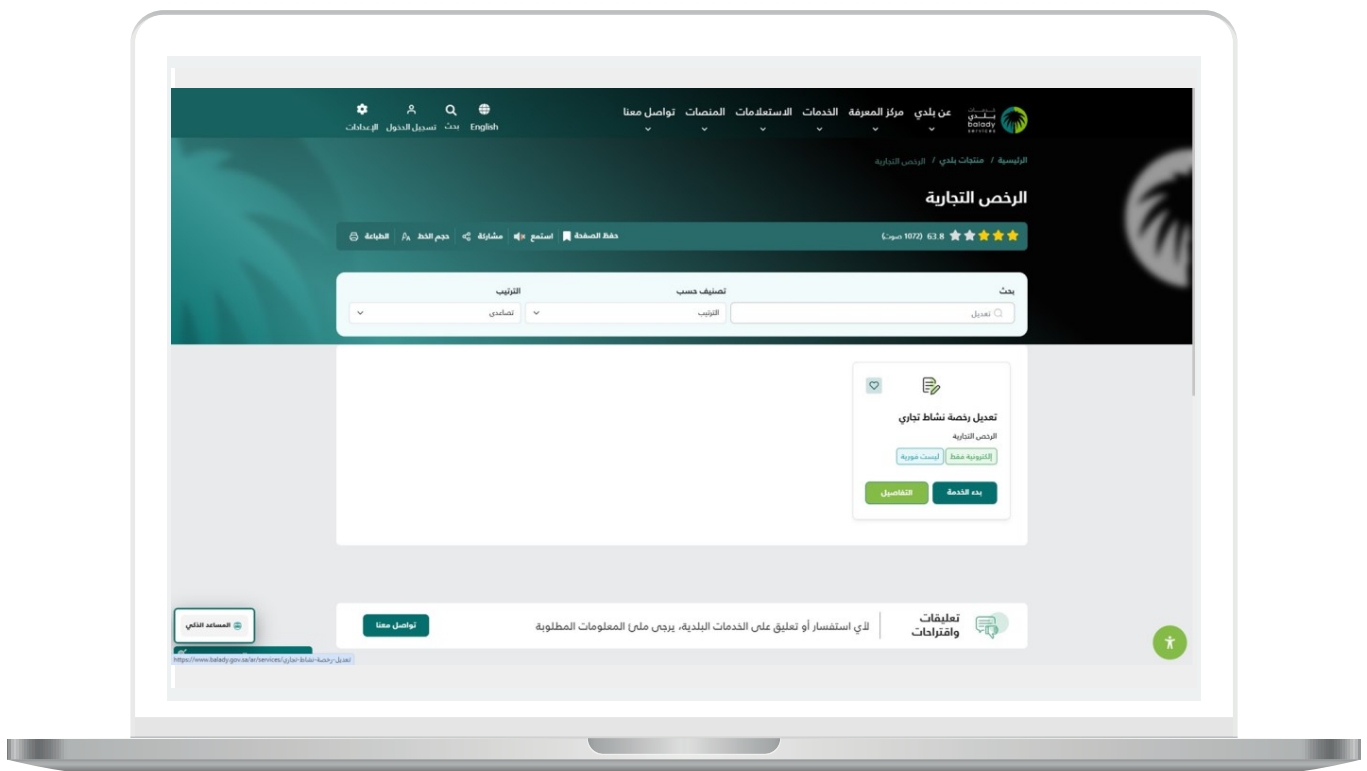 خدمات
بلدي
balady
services
عن بلدي
مركز المعرفة
الخدمات
الاستعلامات
المنصات
تواصل معنا
English
بحث
تسجيل الدخول
الإعدادات
الرئيسية / منتجات بلدي / الرخص التجارية
الرخص التجارية
63.8 (1072 صوت)
حفظ الصفحة
استمع
مشاركة
حجم الخط
الطباعة
بحث
تصنيف حسب
الترتيب
تعديل
الترتيب
تصاعدي
تعديل رخصة نشاط تجاري
الرخص التجارية
إلكترونية فقط
ليست فورية
بدء الخدمة
التفاصيل
تعليقات
واقتراحات
لأي استفسار أو تعليق على الخدمات البلدية، يرجى ملئ المعلومات المطلوبة
تواصل معنا
المساعد الذكي
https://www.balady.gov.sa/ar/services/تعديل-رخصة-نشاط-تجاري